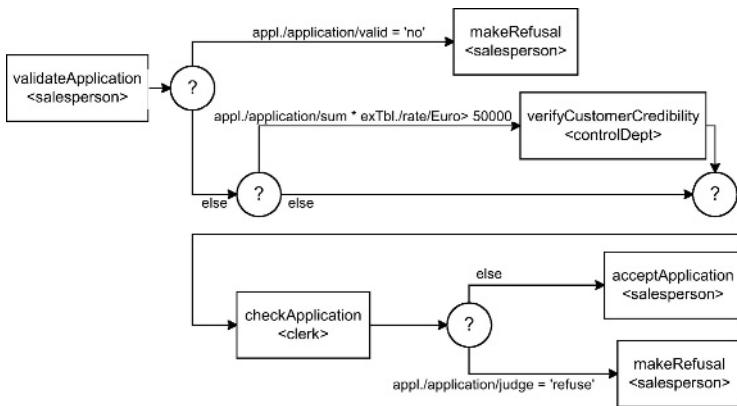 appl./application/valid = 'no'
makeRefusal
<salesperson>
validateApplication
<salesperson>
?
appl./application/sum * exTbl./rate/Euro> 50000
verifyCustomerCredibility
<controlDept>
else
?
else
?
else
acceptApplication
<salesperson>
checkApplication
<clerk>
?
appl./application/judge = 'refuse'
makeRefusal
<salesperson>